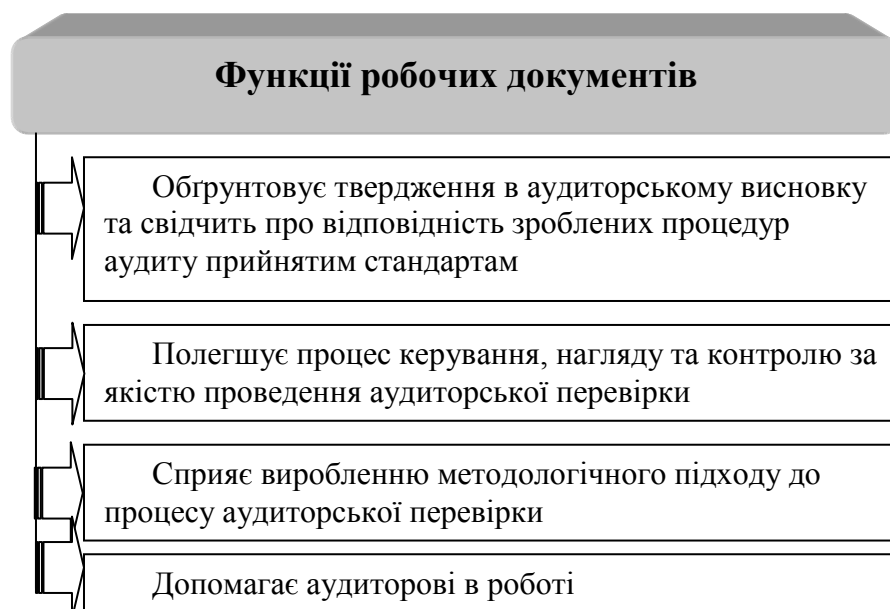 Функції робочих документів
Обґрунтовує твердження в аудиторському висновку
та свідчить про відповідність зроблених процедур
аудиту прийнятим стандартам
Полегшує процес керування, нагляду та контролю за
якістю проведення аудиторської перевірки
Сприяє виробленню методологічного підходу до
процесу аудиторської перевірки
Допомагає аудиторові в роботі